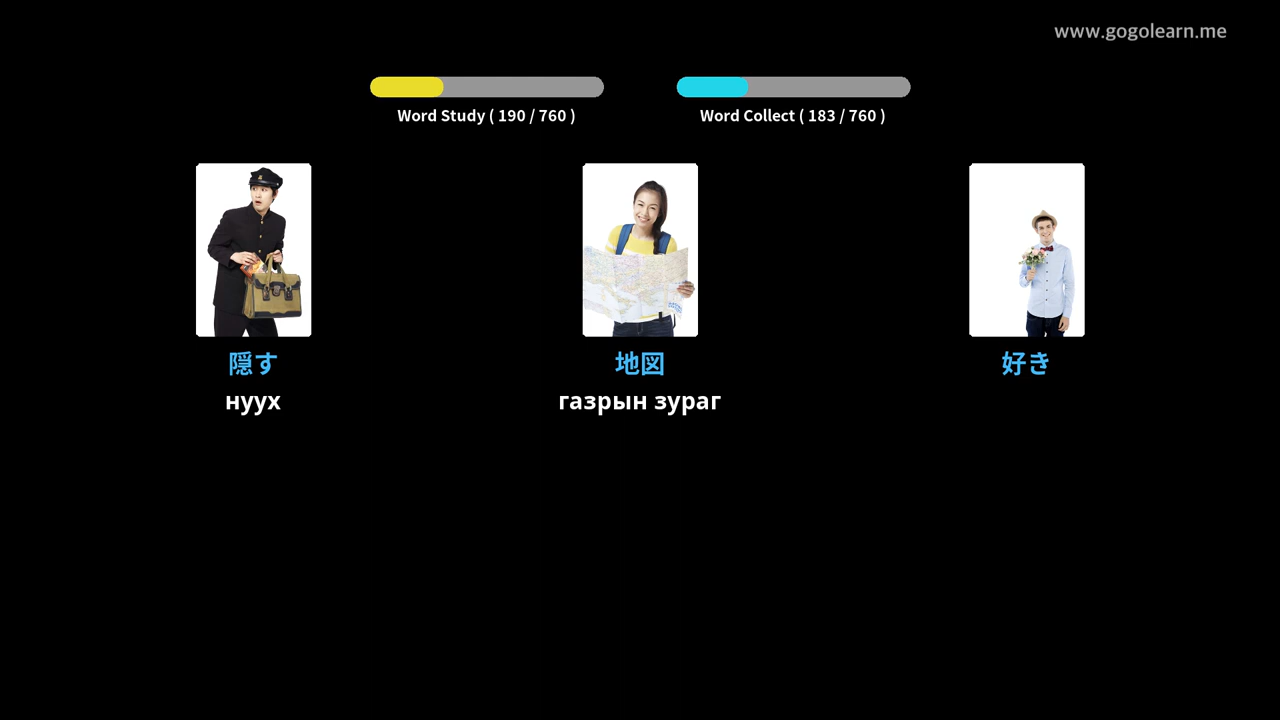 www.gogolearn.me
Word Study ( 190 / 760 )
Word Collect ( 183 / 760 )
隠す
地図
好き
нуух
газрын зураг